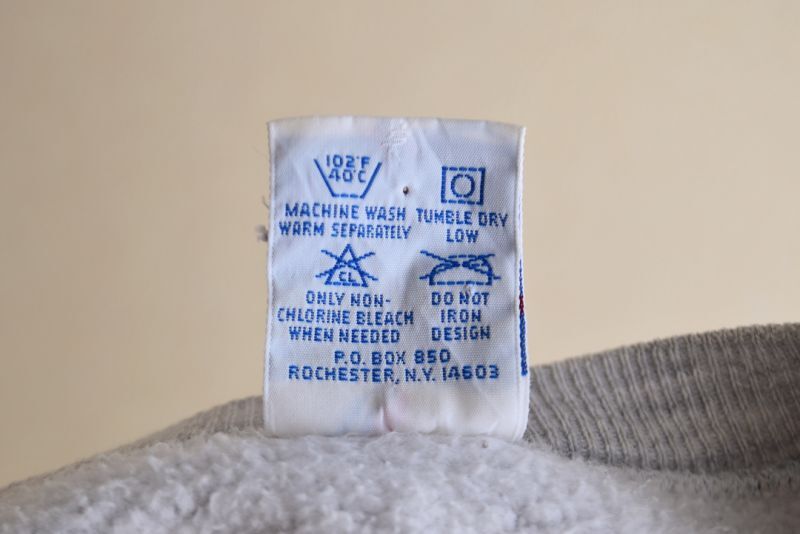 102°F
40°C
MACHINE WASH
WARM SEPARATELY
TUMBLE DRY
LOW
CL
ONLY NON-
CHLORINE BLEACH
WHEN NEEDED
DO NOT
IRON
DESIGN
P.O. BOX 850
ROCHESTER, N.Y. 14603